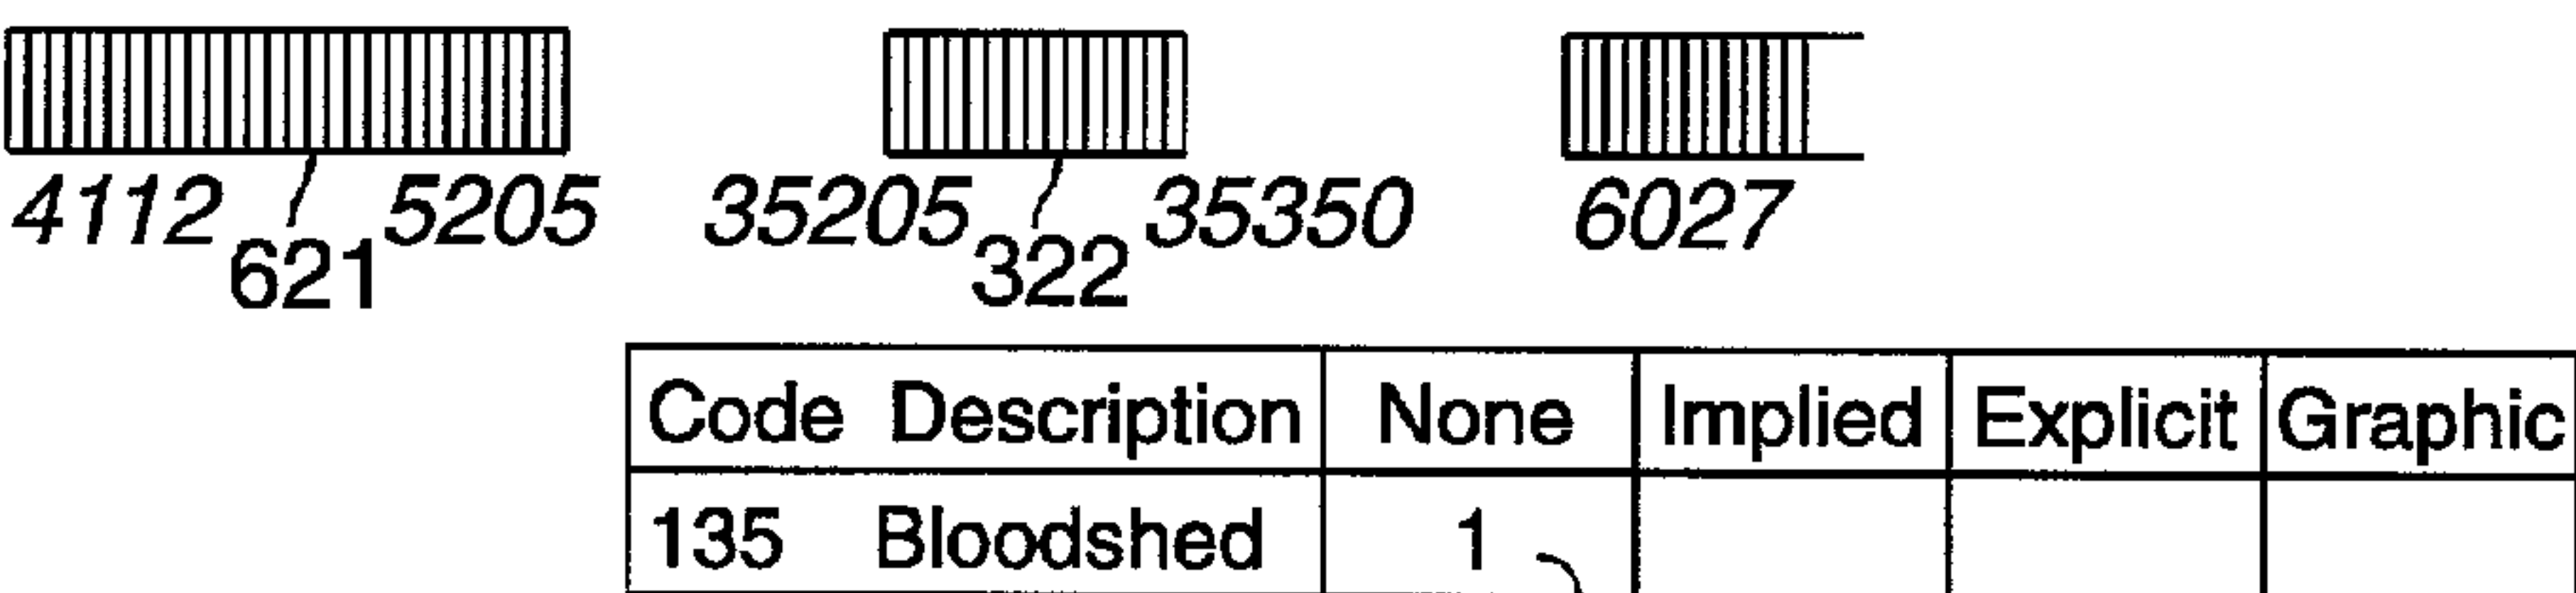 4112 5205 35205 35350 6027
621 322
Code Description None Implied Explicit Graphic
135 Bloodshed 1